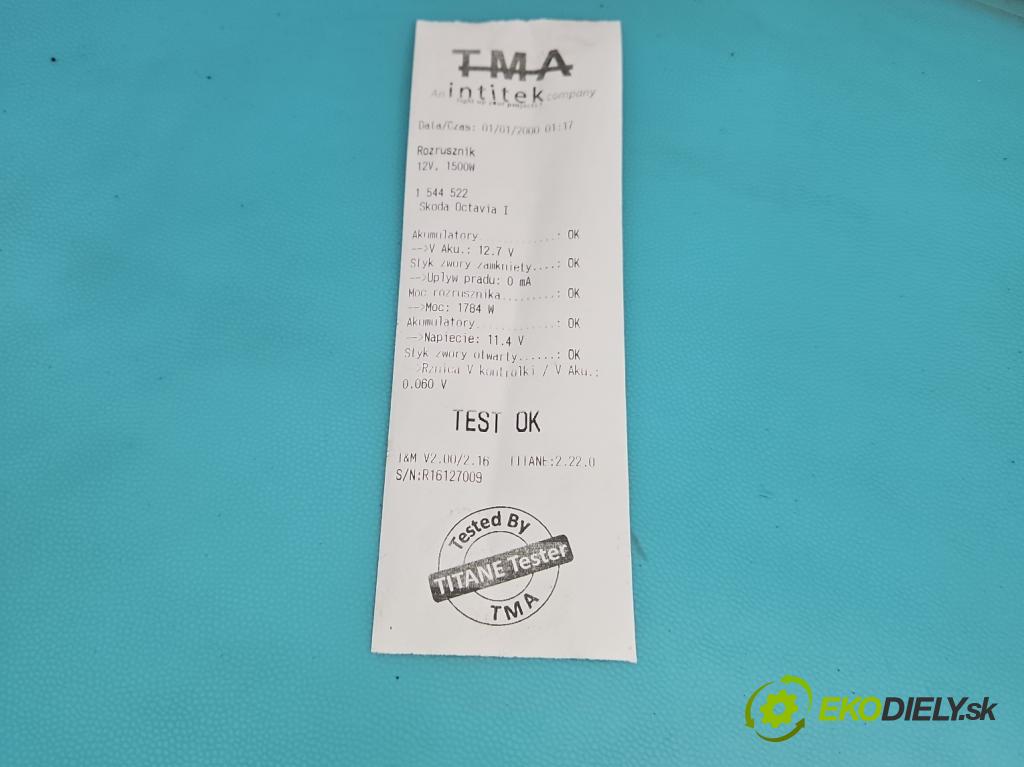 TMA
An intitek company
light up your projects!
Data/Czas: 01/01/2000 01:17
Rozrusznik
12V, 1500W
1 544 522
Skoda Octavia I
Akumulatory..............: OK
-->V Aku.: 12.7 V
Styk zwory zamkniety....: OK
-->Uplyw pradu: 0 mA
Moc rozrusznika.........: OK
-->Moc: 1784 W
Akumulatory.............: OK
-->Napiecie: 11.4 V
Styk zwory otwarty......: OK
-->Rznica V kontrolki / V Aku.:
0.060 V
TEST OK
T&M V2.00/2.16 TITANE:2.22.0
S/N:R16127009
Tested By
TITANE Tester
TMA
EKODIELY.sk